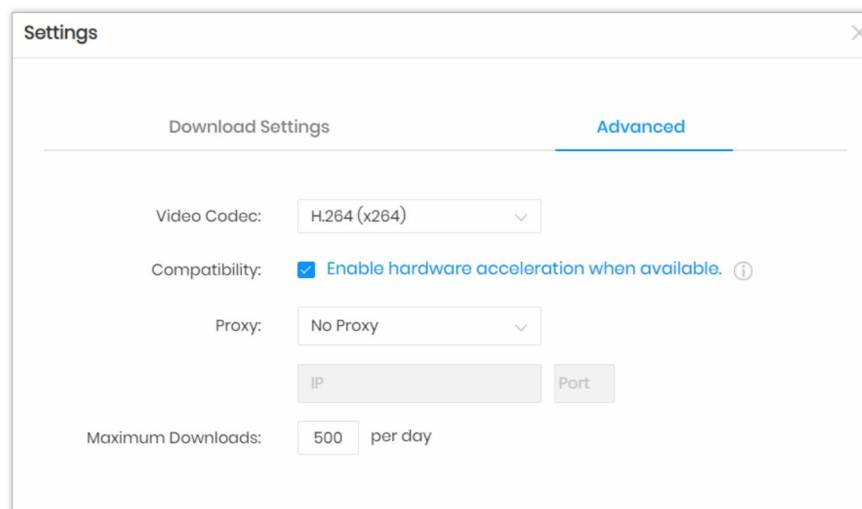 Settings
Download Settings Advanced
Video Codec: H.264 (x264)
Compatibility: Enable hardware acceleration when available.
Proxy: No Proxy
IP Port
Maximum Downloads: 500 per day